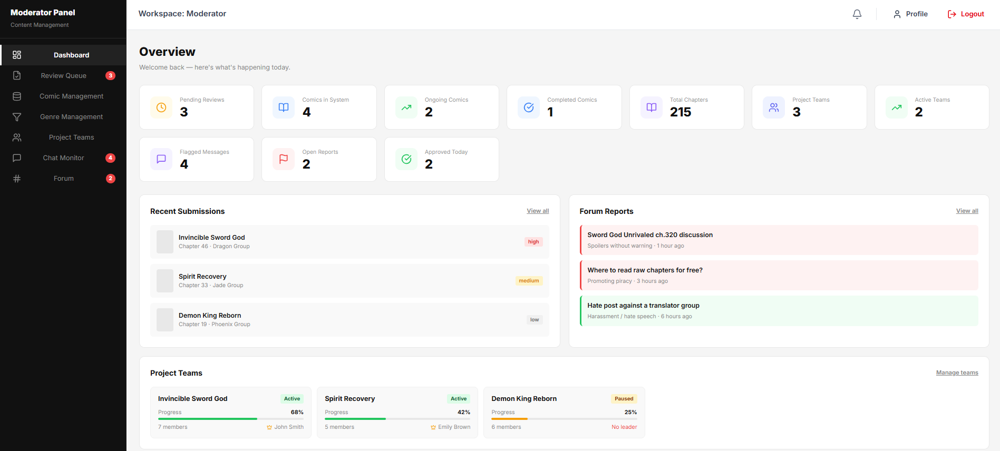 Moderator Panel
Content Management
Dashboard
Review Queue 3
Comic Management
Genre Management
Project Teams
Chat Monitor 4
Forum 2
Workspace: Moderator
Profile
Logout
Overview
Welcome back — here's what's happening today.
Pending Reviews
3
Comics in System
4
Ongoing Comics
2
Completed Comics
1
Total Chapters
215
Project Teams
3
Active Teams
2
Flagged Messages
4
Open Reports
2
Approved Today
2
Recent Submissions View all
Invincible Sword God
Chapter 46 · Dragon Group
high
Spirit Recovery
Chapter 33 · Jade Group
medium
Demon King Reborn
Chapter 19 · Phoenix Group
low
Forum Reports View all
Sword God Unrivaled ch.320 discussion
Spoilers without warning · 1 hour ago
Where to read raw chapters for free?
Promoting piracy · 3 hours ago
Hate post against a translator group
Harassment / hate speech · 6 hours ago
Project Teams Manage teams
Invincible Sword God Active
Progress 68%
7 members John Smith
Spirit Recovery Active
Progress 42%
5 members Emily Brown
Demon King Reborn Paused
Progress 25%
6 members No leader